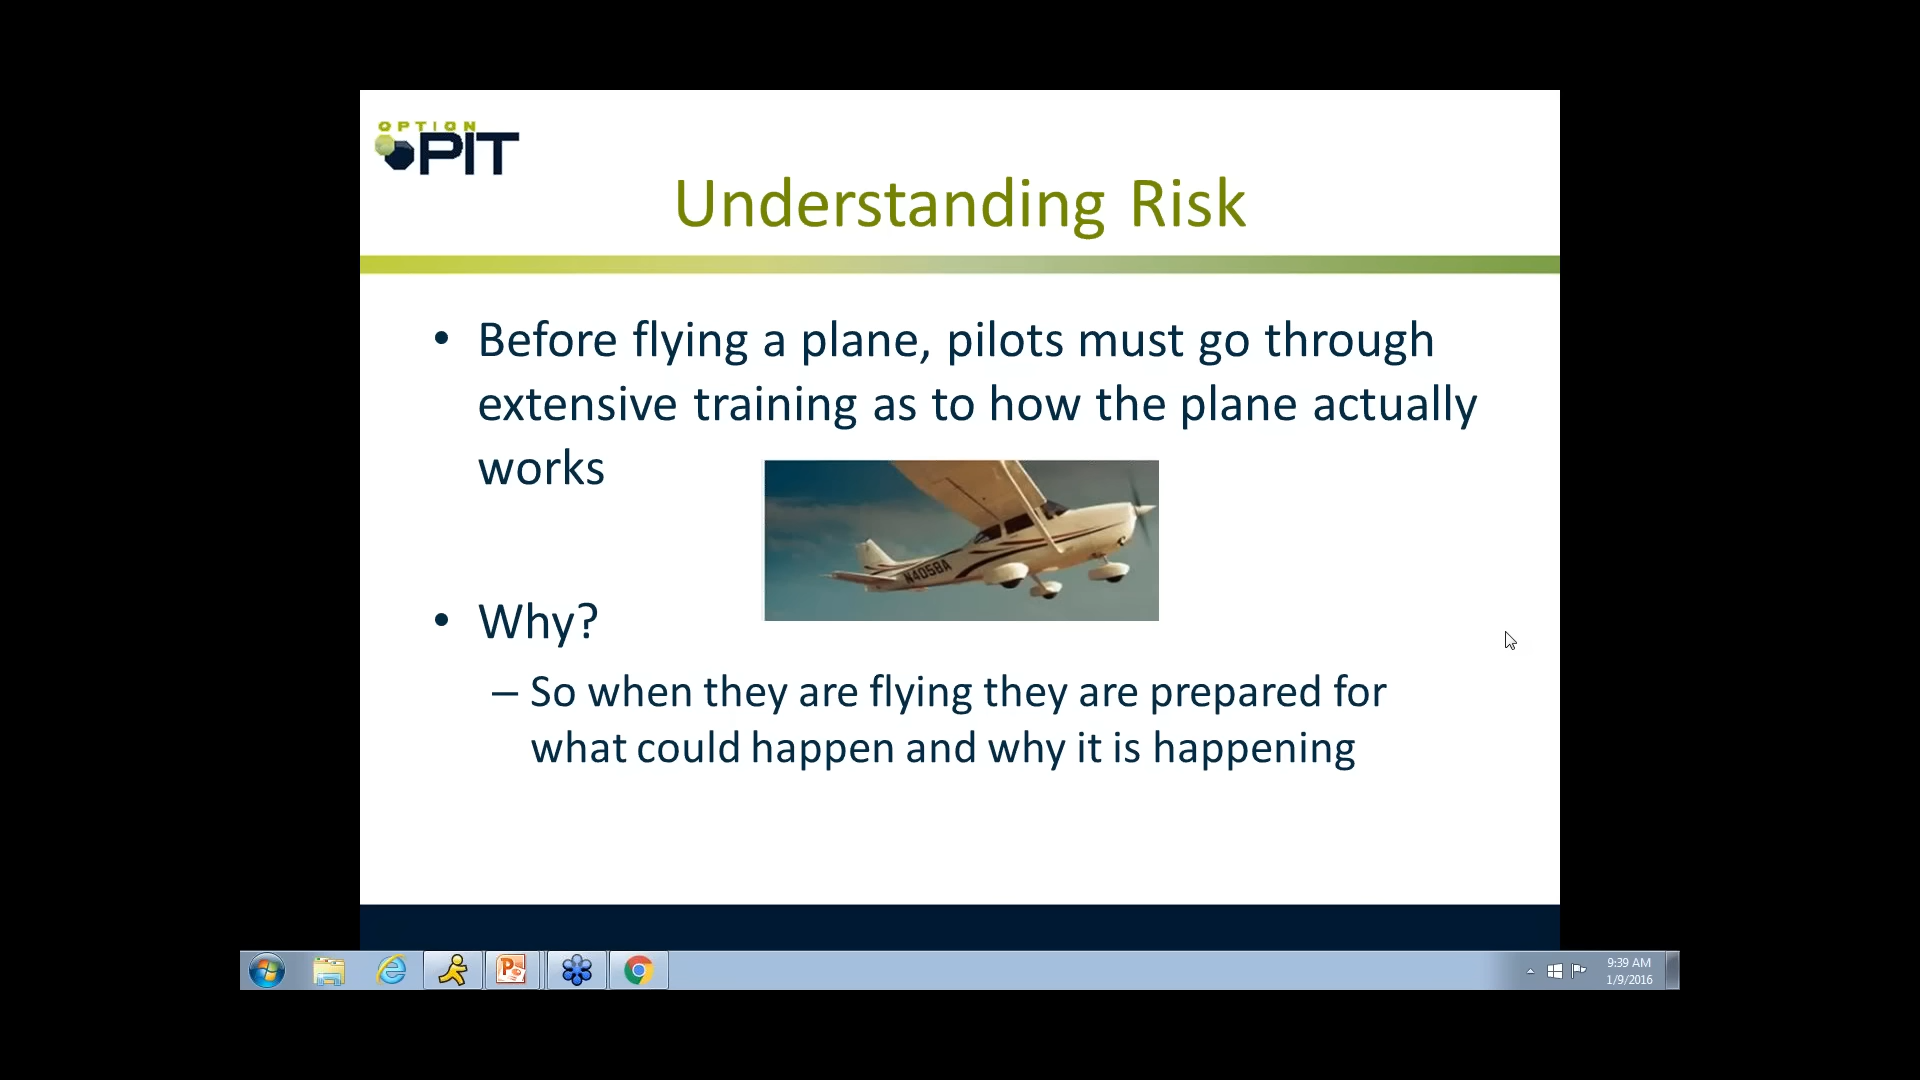 OPTION
PIT
Understanding Risk
• Before flying a plane, pilots must go through
extensive training as to how the plane actually
works
N405BA
• Why?
– So when they are flying they are prepared for
what could happen and why it is happening
9:39 AM
1/9/2016